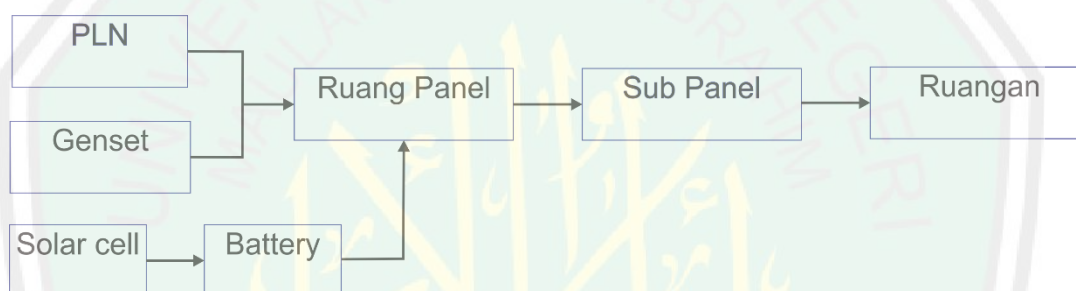 PLN
Genset
Solar cell
Battery
Ruang Panel
Sub Panel
Ruangan